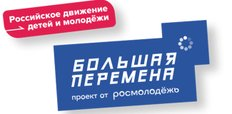 Российское движение
детей и молодёжи
БОЛЬШАЯ
ПЕРЕМЕНА
проект от росмолодёжь